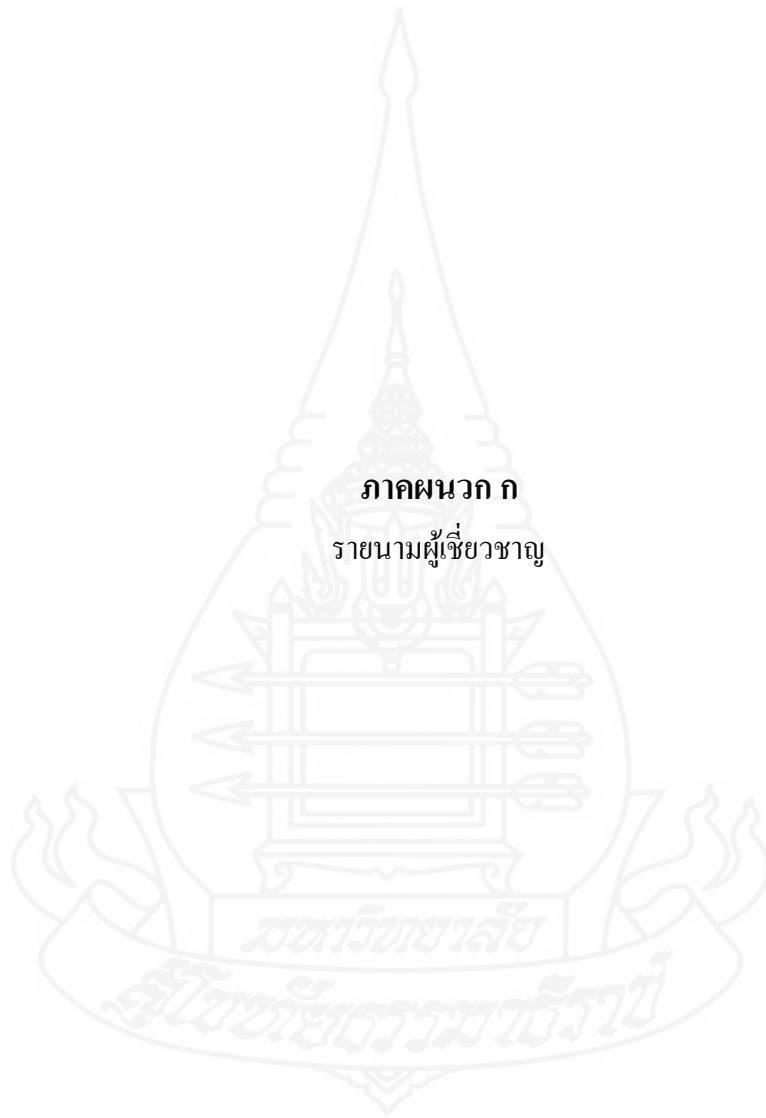 ภาคผนวก ก
รายนามผู้เชี่ยวชาญ
มหาวิทยาลัย
สุโขทัยธรรมาธิราช